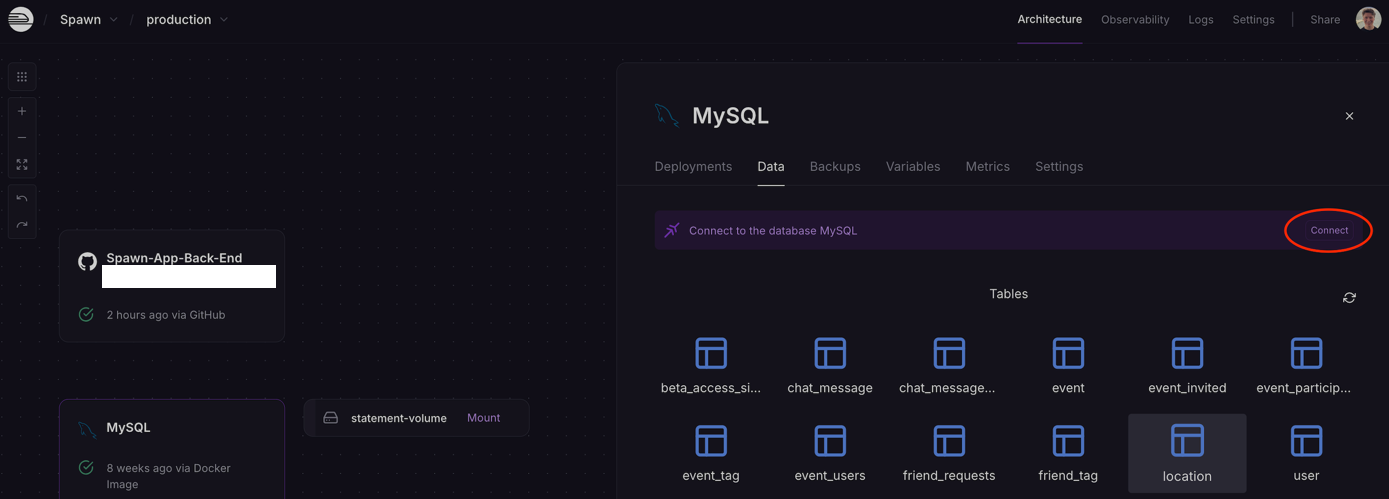 / Spawn / production
Architecture Observability Logs Settings | Share
MySQL
Deployments Data Backups Variables Metrics Settings
Connect to the database MySQL Connect
Tables
beta_access_si... chat_message chat_message... event event_invited event_particip...
event_tag event_users friend_requests friend_tag location user
Spawn-App-Back-End
2 hours ago via GitHub
MySQL
8 weeks ago via Docker
Image
statement-volume Mount